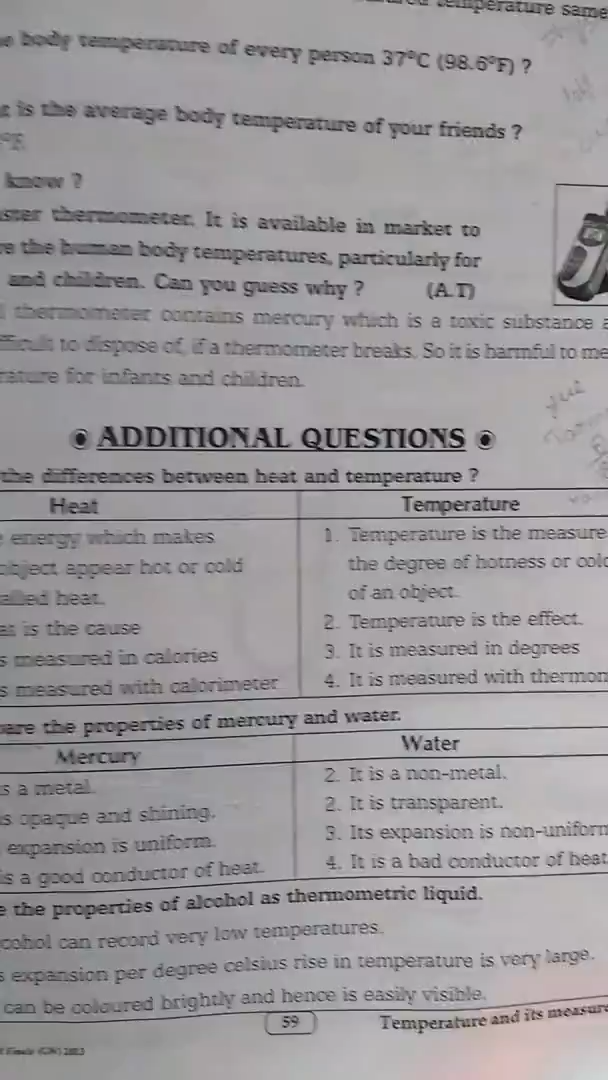 temperature same
body temperature of every person 37°C (98.6°F) ?
is the average body temperature of your friends ?
know ?
thermometer. It is available in market to
the human body temperatures, particularly for
and children. Can you guess why ? (A.T)
thermometer contains mercury which is a toxic substance
to dispose of, if a thermometer breaks. So it is harmful to me
for infants and children.
ADDITIONAL QUESTIONS
the differences between heat and temperature ?
Heat Temperature
energy which makes 1. Temperature is the measure
object appear hot or cold the degree of hotness or cold
called heat. of an object.
is the cause 2. Temperature is the effect.
s measured in calories 3. It is measured in degrees
s measured with calorimeter 4. It is measured with thermom
are the properties of mercury and water.
Mercury Water
s a metal. 2. It is a non-metal.
s opaque and shining. 2. It is transparent.
expansion is uniform. 3. Its expansion is non-uniform
is a good conductor of heat. 4. It is a bad conductor of heat
e the properties of alcohol as thermometric liquid.
cohol can record very low temperatures.
s expansion per degree celsius rise in temperature is very large.
can be coloured brightly and hence is easily visible.
59 Temperature and its measure